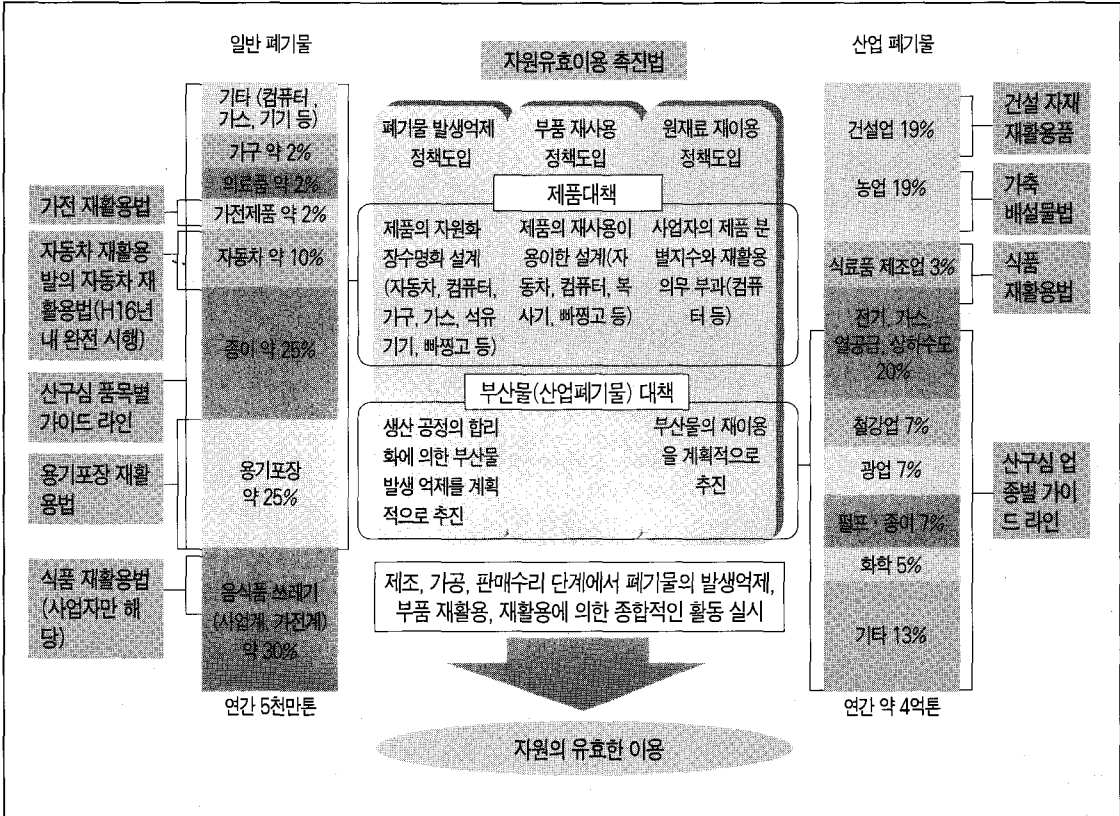 일반 폐기물
기타 (컴퓨터,
가스, 기기 등)
가구 약 2%
의료품 약 2%
가전제품 약 2%
자동차 약 10%
종이 약 25%
용기포장
약 25%
음식품 쓰레기
(사업계, 가전계)
약 30%
연간 5천만톤
가전 재활용법
자동차 재활용
발의 자동차 재
활용법(H16년
내 완전 시행)
산구심 품목별
가이드 라인
용기포장 재활
용법
식품 재활용법
(사업자만 해
당)
자원유효이용 촉진법
폐기물 발생억제
정책도입
부품 재사용
정책도입
원재료 재이용
정책도입
제품대책
제품의 자원화
장수명화 설계
(자동차, 컴퓨터,
가구, 가스, 석유
기기, 빠찡고 등)
제품의 재사용이
용이한 설계(자
동차, 컴퓨터, 복
사기, 빠찡고 등)
사업자의 제품 분
별지수와 재활용
의무 부과(컴퓨
터 등)
부산물(산업폐기물) 대책
생산 공정의 합리
화에 의한 부산물
발생 억제를 계획
적으로 추진
부산물의 재이용
을 계획적으로
추진
제조, 가공, 판매수리 단계에서 폐기물의 발생억제,
부품 재활용, 재활용에 의한 종합적인 활동 실시
자원의 유효한 이용
산업 폐기물
건설업 19%
농업 19%
식료품 제조업 3%
전기, 가스,
열공급, 상하수도
20%
철강업 7%
광업 7%
펄프·종이 7%
화학 5%
기타 13%
연간 약 4억톤
건설 자재
재활용품
가축
배설물법
식품
재활용법
산구심 업
종별 가이
드 라인